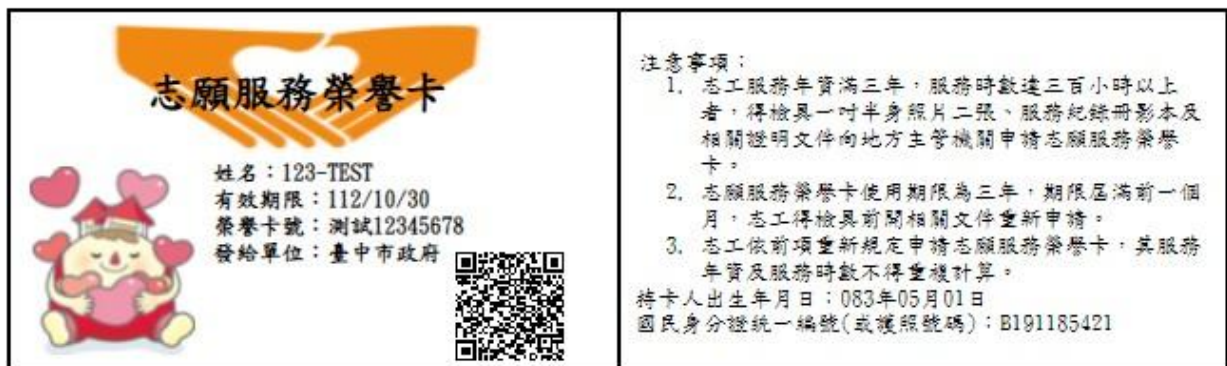 志願服務榮譽卡
姓名：123-TEST
有效期限：112/10/30
榮譽卡號：測試12345678
發給單位：臺中市政府
注意事項：
1. 志工服務年資滿三年，服務時數達三百小時以上
者，得檢具一吋半身照片二張、服務紀錄冊影本及
相關證明文件向地方主管機關申請志願服務榮譽
卡。
2. 志願服務榮譽卡使用期限為三年，期限屆滿前一個
月，志工得檢具前開相關文件重新申請。
3. 志工依前項重新規定申請志願服務榮譽卡，其服務
年資及服務時數不得重複計算。
持卡人出生年月日：083年05月01日
國民身分證統一編號(或護照號碼)：B191185421